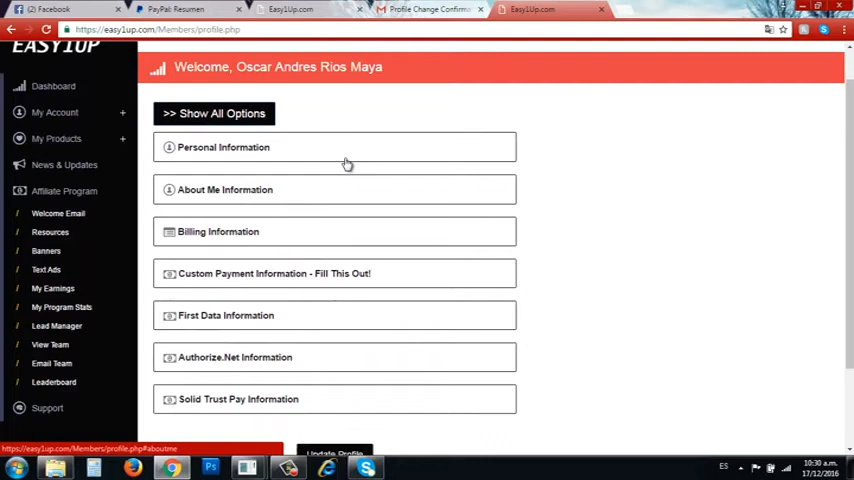 (2) Facebook
PayPal: Resumen
Easy1Up.com
Profile Change Confirma
Easy1Up.com
https://easy1up.com/Members/profile.php
EASY1UP
Welcome, Oscar Andres Rios Maya
Dashboard
My Account +
My Products +
News & Updates
Affiliate Program
/ Welcome Email
/ Resources
/ Banners
/ Text Ads
/ My Earnings
/ My Program Stats
/ Lead Manager
/ View Team
/ Email Team
/ Leaderboard
Support
>> Show All Options
Personal Information
About Me Information
Billing Information
Custom Payment Information - Fill This Out!
First Data Information
Authorize.Net Information
Solid Trust Pay Information
Update Profile
https://easy1up.com/Members/profile.php#aboutme
ES
10:30 a.m.
17/12/2016